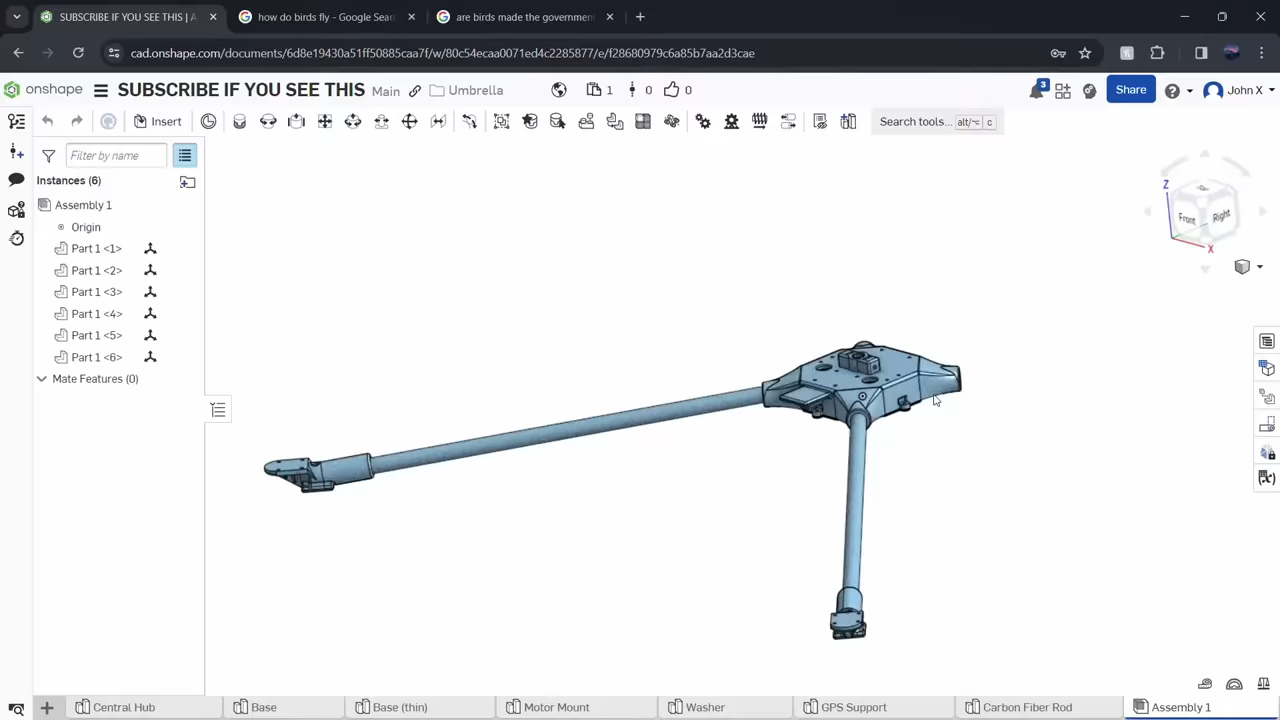 SUBSCRIBE IF YOU SEE THIS | A
how do birds fly - Google Sear
are birds made the government
cad.onshape.com/documents/6d8e19430a51ff50885caa7f/w/80c54ecaa0071ed4c2285877/e/f28680979c6a85b7aa2d3cae
onshape SUBSCRIBE IF YOU SEE THIS Main Umbrella 1 0 0 3 Share John X
Insert Search tools... alt/⌥ c
Filter by name
Instances (6)
Assembly 1
Origin
Part 1 <1>
Part 1 <2>
Part 1 <3>
Part 1 <4>
Part 1 <5>
Part 1 <6>
Mate Features (0)
Z
Front Right
X
Central Hub Base Base (thin) Motor Mount Washer GPS Support Carbon Fiber Rod Assembly 1